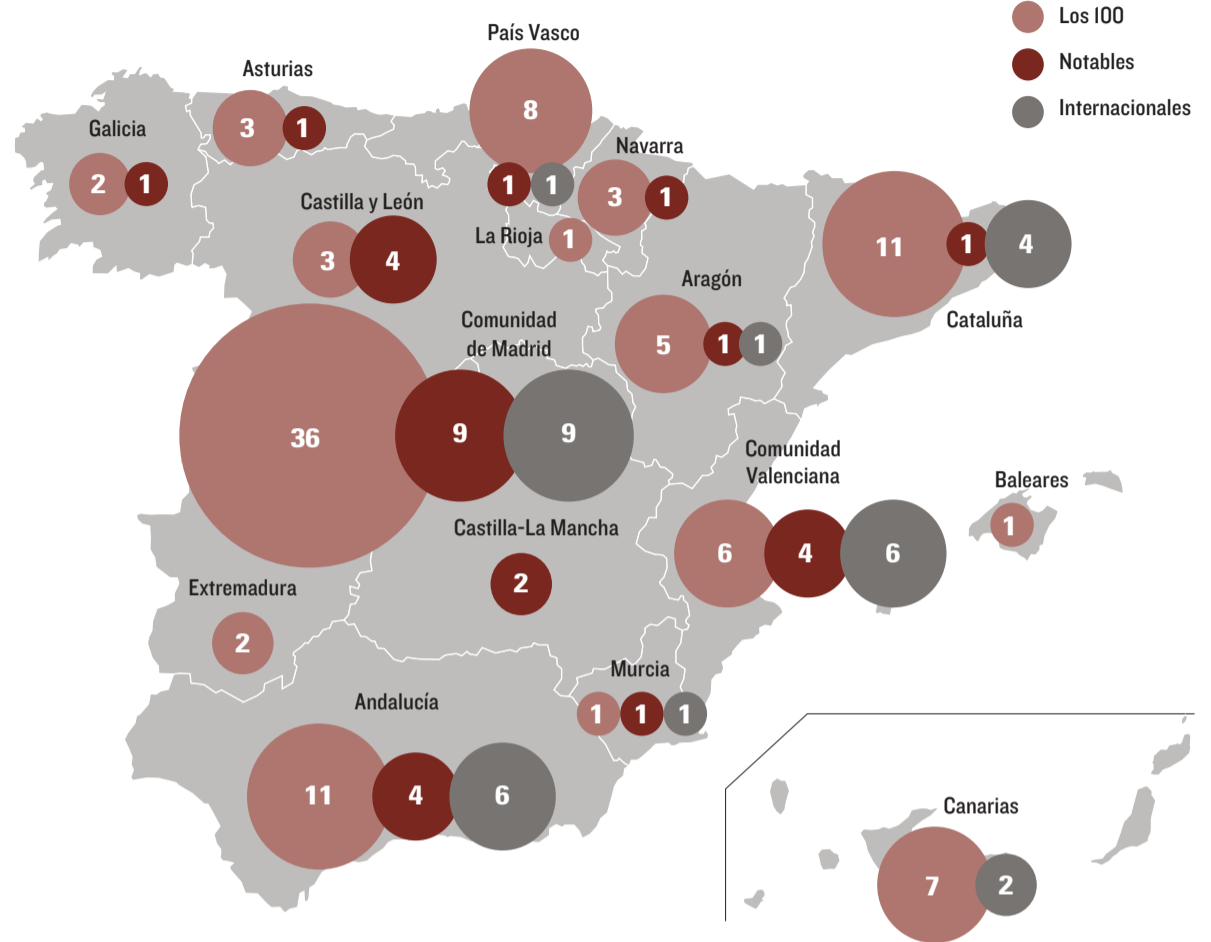 Los 100
Notables
Internacionales
País Vasco
8
1 1
Asturias
3 1
Galicia
2 1
Navarra
3 1
Castilla y León
3 4
La Rioja 1
11 1 4
Cataluña
Aragón
5 1 1
Comunidad
de Madrid
36 9 9
Comunidad
Valenciana
6 4 6
Baleares
1
Castilla-La Mancha
2
Extremadura
2
Murcia
1 1 1
Andalucía
11 4 6
Canarias
7 2